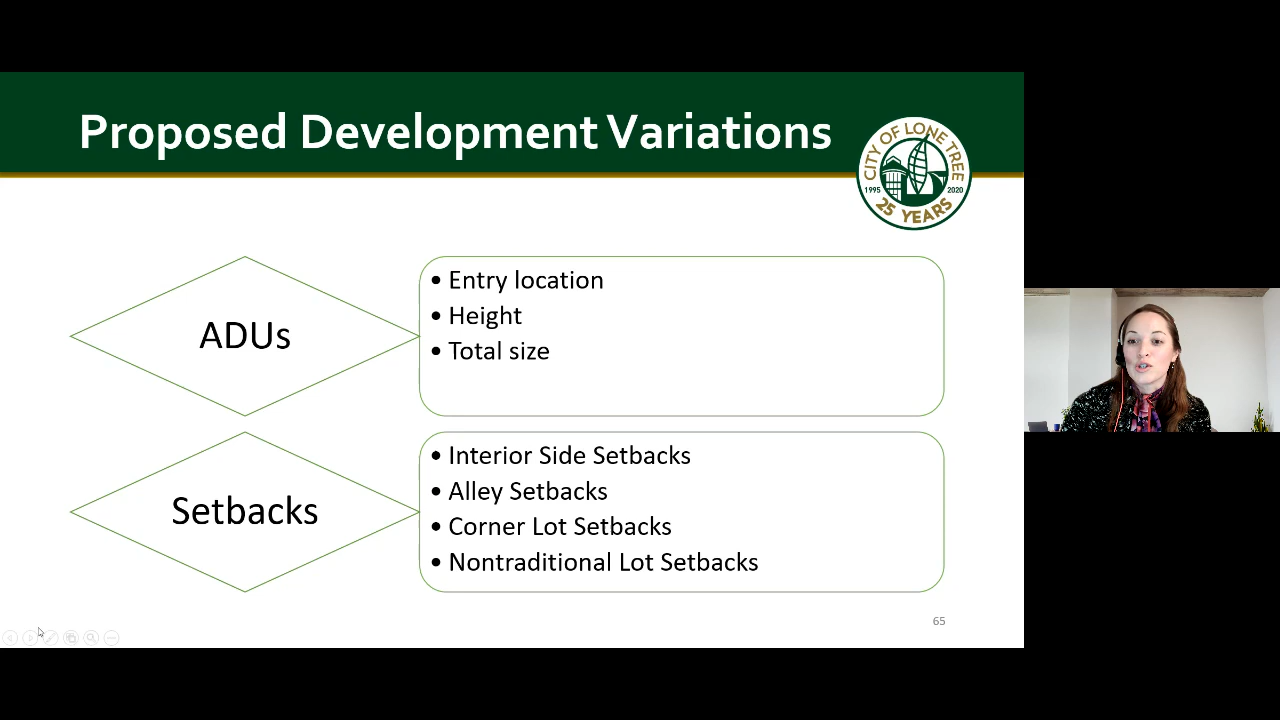 Proposed Development Variations
CITY OF LONE TREE
1995
2020
25 YEARS
ADUs
• Entry location
• Height
• Total size
Setbacks
• Interior Side Setbacks
• Alley Setbacks
• Corner Lot Setbacks
• Nontraditional Lot Setbacks
65